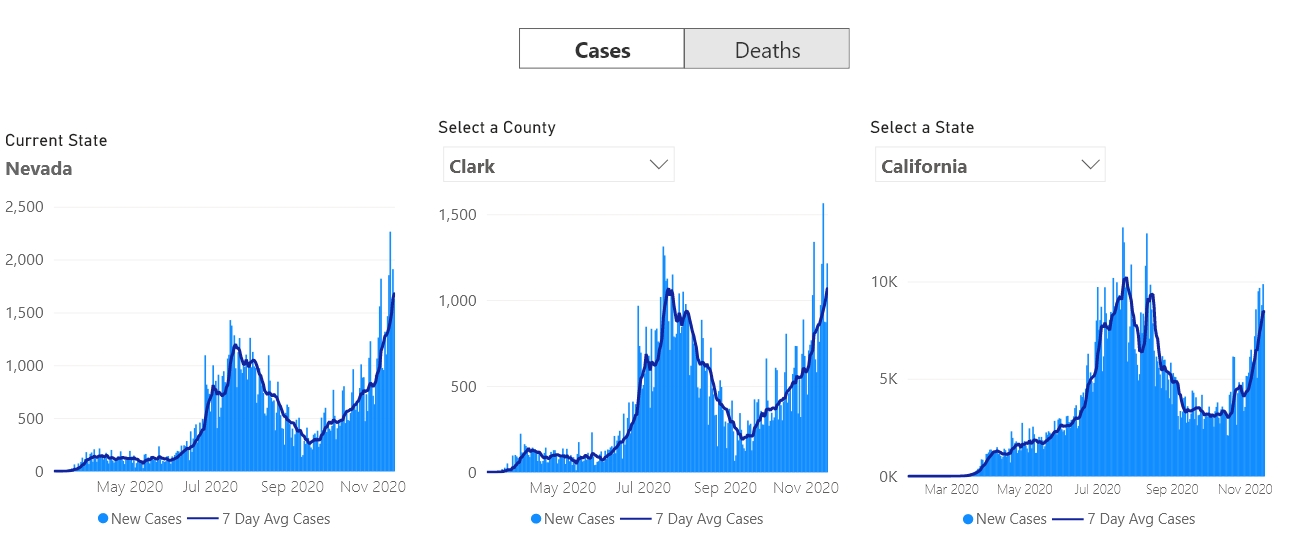 Cases
Deaths
Current State
Nevada
2,500
2,000
1,500
1,000
500
0
May 2020
Jul 2020
Sep 2020
Nov 2020
New Cases
7 Day Avg Cases
Select a County
Clark
1,500
1,000
500
0
May 2020
Jul 2020
Sep 2020
Nov 2020
New Cases
7 Day Avg Cases
Select a State
California
10K
5K
0K
Mar 2020
May 2020
Jul 2020
Sep 2020
Nov 2020
New Cases
7 Day Avg Cases